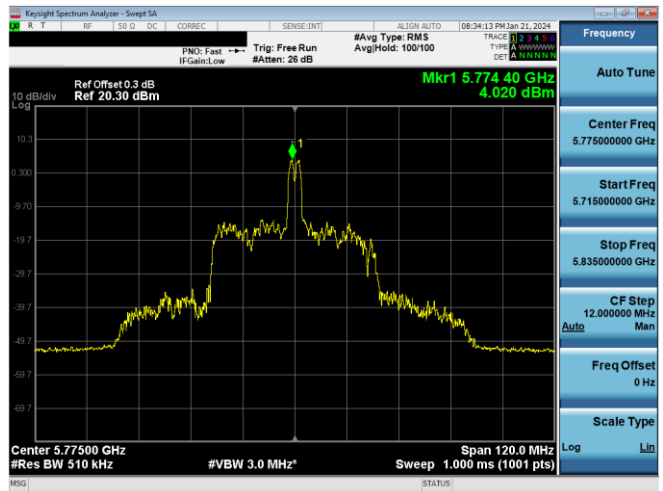 Keysight Spectrum Analyzer - Swept SA
R T RF 50 Ω DC CORREC SENSE:INT ALIGN AUTO 08:34:13 PM Jan 21, 2024
#Avg Type: RMS TRACE 1 2 3 4 5 6
PNO: Fast Trig: Free Run Avg|Hold: 100/100 TYPE A WWWWW
IFGain:Low #Atten: 26 dB DET A N N N N N
Mkr1 5.774 40 GHz
Ref Offset 0.3 dB
10 dB/div Ref 20.30 dBm 4.020 dBm
Log
1
10.3
0.300
-9.70
-19.7
-29.7
-39.7
-49.7
-59.7
-69.7
Center 5.77500 GHz Span 120.0 MHz
#Res BW 510 kHz #VBW 3.0 MHz* Sweep 1.000 ms (1001 pts)
MSG STATUS
Frequency
Auto Tune
Center Freq
5.775000000 GHz
Start Freq
5.715000000 GHz
Stop Freq
5.835000000 GHz
CF Step
12.000000 MHz
Auto Man
Freq Offset
0 Hz
Scale Type
Log Lin